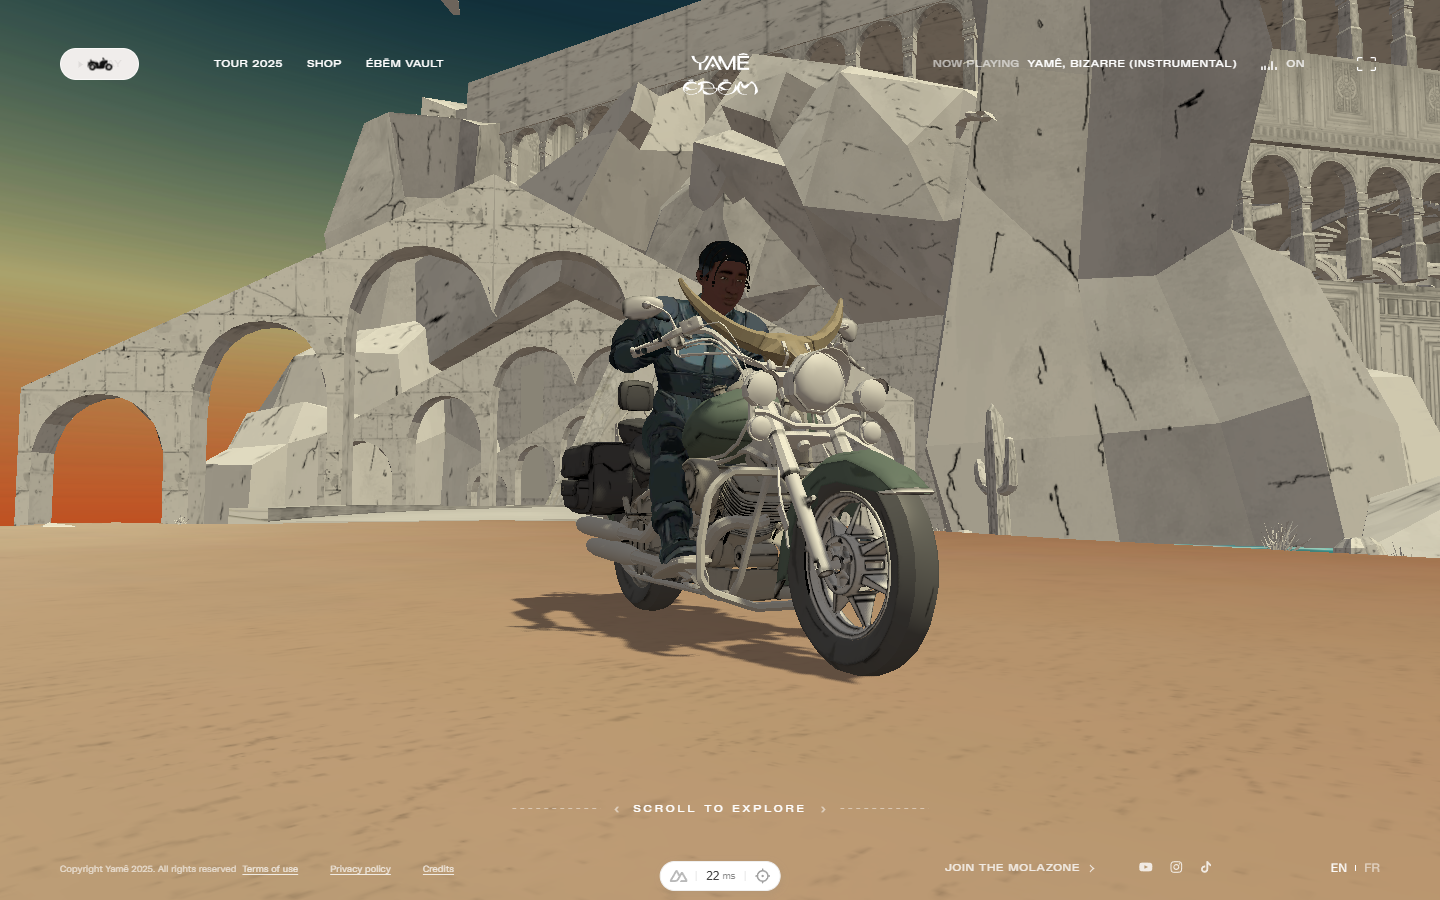 TOUR 2025 SHOP ÉBĒM VAULT
YAMÊ
NOW PLAYING YAMÊ, BIZARRE (INSTRUMENTAL) ON
‹ SCROLL TO EXPLORE ›
Copyright Yamê 2025. All rights reserved Terms of use Privacy policy Credits
22 ms
JOIN THE MOLAZONE ›
EN FR